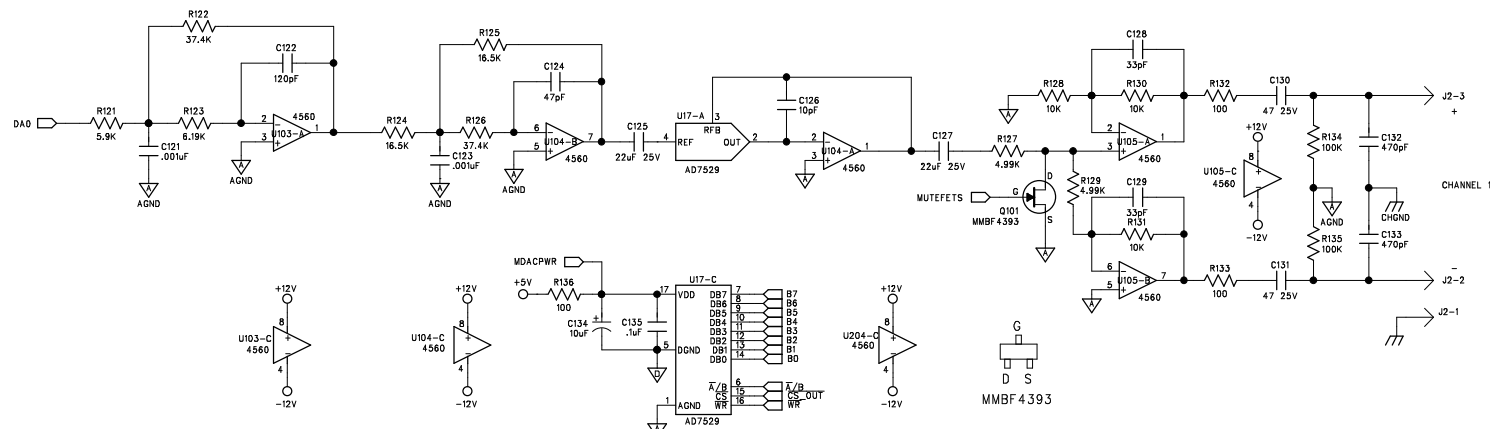 R122
37.4K
C122
120pF
DA0
R121
5.9K
R123
6.19K
2
3
4560
U103-A
1
C121
.001uF
A
AGND
A
AGND
R125
16.5K
C124
47pF
R124
16.5K
R126
37.4K
6
5
U104-B
7
4560
C123
.001uF
A
AGND
A
AGND
C125
22uF 25V
U17-A
3
4
RFB
REF
OUT
2
AD7529
C126
10pF
2
3
U104-A
1
4560
A
C127
22uF 25V
R127
4.99K
MUTEFETS
G
D
S
Q101
MMBF4393
A
R128
10K
A
C128
33pF
R130
10K
2
3
U105-A
1
4560
R129
4.99K
C129
33pF
R131
10K
6
5
U105-B
7
4560
A
R132
100
C130
47 25V
R133
100
C131
47 25V
+12V
8
U105-C
4560
4
-12V
R134
100K
A
AGND
R135
100K
C132
470pF
CHGND
C133
470pF
J2-3
+
CHANNEL 1
-
J2-2
J2-1
+12V
8
U103-C
4560
4
-12V
+12V
8
U104-C
4560
4
-12V
MDACPWR
+5V
R136
100
C134
10uF
+
C135
.1uF
D
U17-C
17
VDD
5
DGND
1
AGND
A
DB7 7 B7
DB6 8 B6
DB5 9 B5
DB4 10 B4
DB3 11 B3
DB2 12 B2
DB1 13 B1
DB0 14 B0
A/B 6 A/B
CS 15 CS_OUT
WR 16 WR
AD7529
+12V
8
U204-C
4560
4
-12V
G
D S
MMBF4393